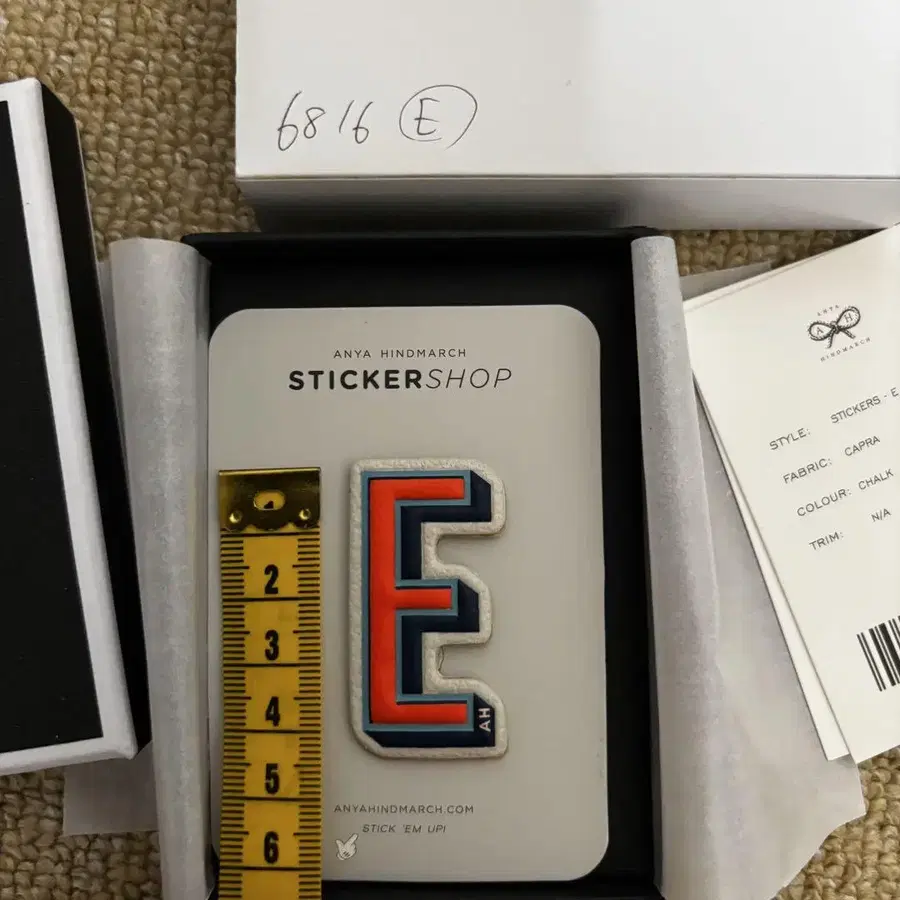 6816 E
ANYA HINDMARCH
STICKERSHOP
E
AH
ANYAHINDMARCH.COM
STICK 'EM UP!
1
2
3
4
5
6
ANYA
A H
HINDMARCH
STYLE: STICKERS - E
FABRIC: CAPRA
COLOUR: CHALK
TRIM: N/A